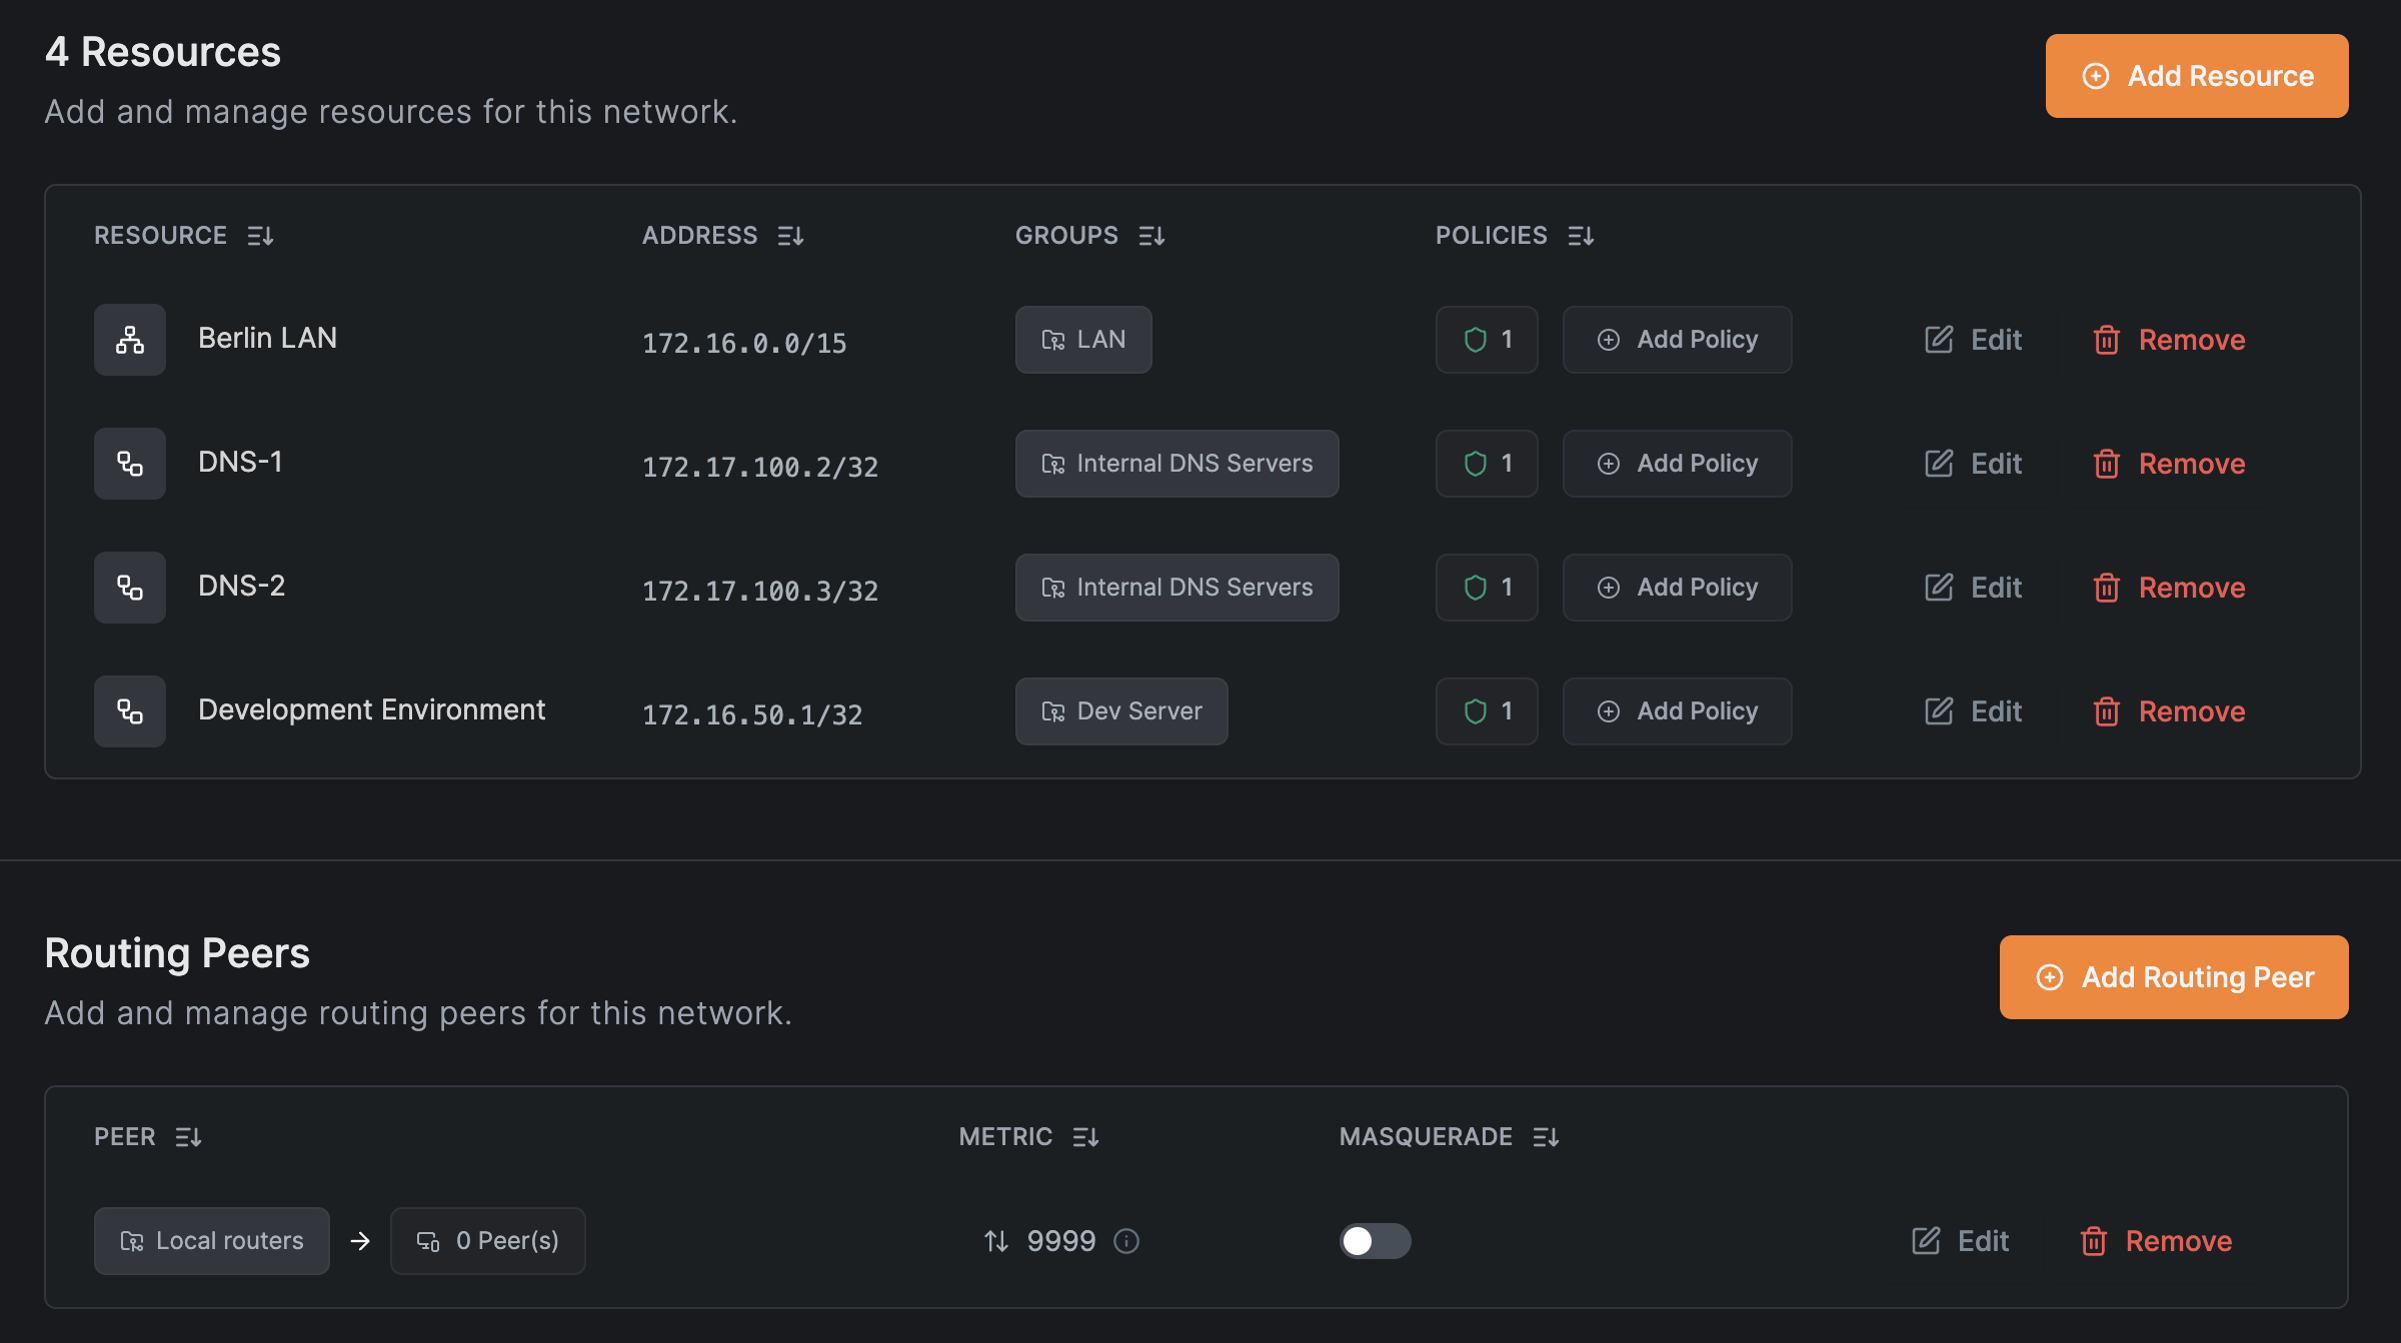 4 Resources
Add and manage resources for this network.
Add Resource
RESOURCE ADDRESS GROUPS POLICIES
Berlin LAN 172.16.0.0/15 LAN 1 Add Policy Edit Remove
DNS-1 172.17.100.2/32 Internal DNS Servers 1 Add Policy Edit Remove
DNS-2 172.17.100.3/32 Internal DNS Servers 1 Add Policy Edit Remove
Development Environment 172.16.50.1/32 Dev Server 1 Add Policy Edit Remove
Routing Peers
Add and manage routing peers for this network.
Add Routing Peer
PEER METRIC MASQUERADE
Local routers → 0 Peer(s) 9999 Edit Remove